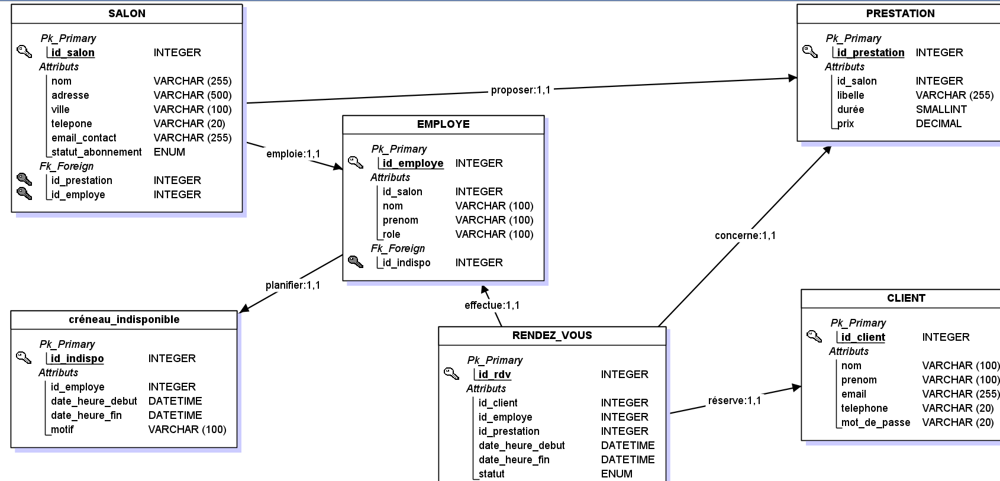 SALON
Pk_Primary
id_salon INTEGER
Attributs
nom VARCHAR (255)
adresse VARCHAR (500)
ville VARCHAR (100)
telepone VARCHAR (20)
email_contact VARCHAR (255)
statut_abonnement ENUM
Fk_Foreign
id_prestation INTEGER
id_employe INTEGER
proposer:1,1
PRESTATION
Pk_Primary
id_prestation INTEGER
Attributs
id_salon INTEGER
libelle VARCHAR (255)
durée SMALLINT
prix DECIMAL
emploie:1,1
EMPLOYE
Pk_Primary
id_employe INTEGER
Attributs
id_salon INTEGER
nom VARCHAR (100)
prenom VARCHAR (100)
role VARCHAR (100)
Fk_Foreign
id_indispo INTEGER
concerne:1,1
planifier:1,1
effectue:1,1
créneau_indisponible
Pk_Primary
id_indispo INTEGER
Attributs
id_employe INTEGER
date_heure_debut DATETIME
date_heure_fin DATETIME
motif VARCHAR (100)
RENDEZ_VOUS
Pk_Primary
id_rdv INTEGER
Attributs
id_client INTEGER
id_employe INTEGER
id_prestation INTEGER
date_heure_debut DATETIME
date_heure_fin DATETIME
statut ENUM
réserve:1,1
CLIENT
Pk_Primary
id_client INTEGER
Attributs
nom VARCHAR (100)
prenom VARCHAR (100)
email VARCHAR (255)
telephone VARCHAR (20)
mot_de_passe VARCHAR (20)